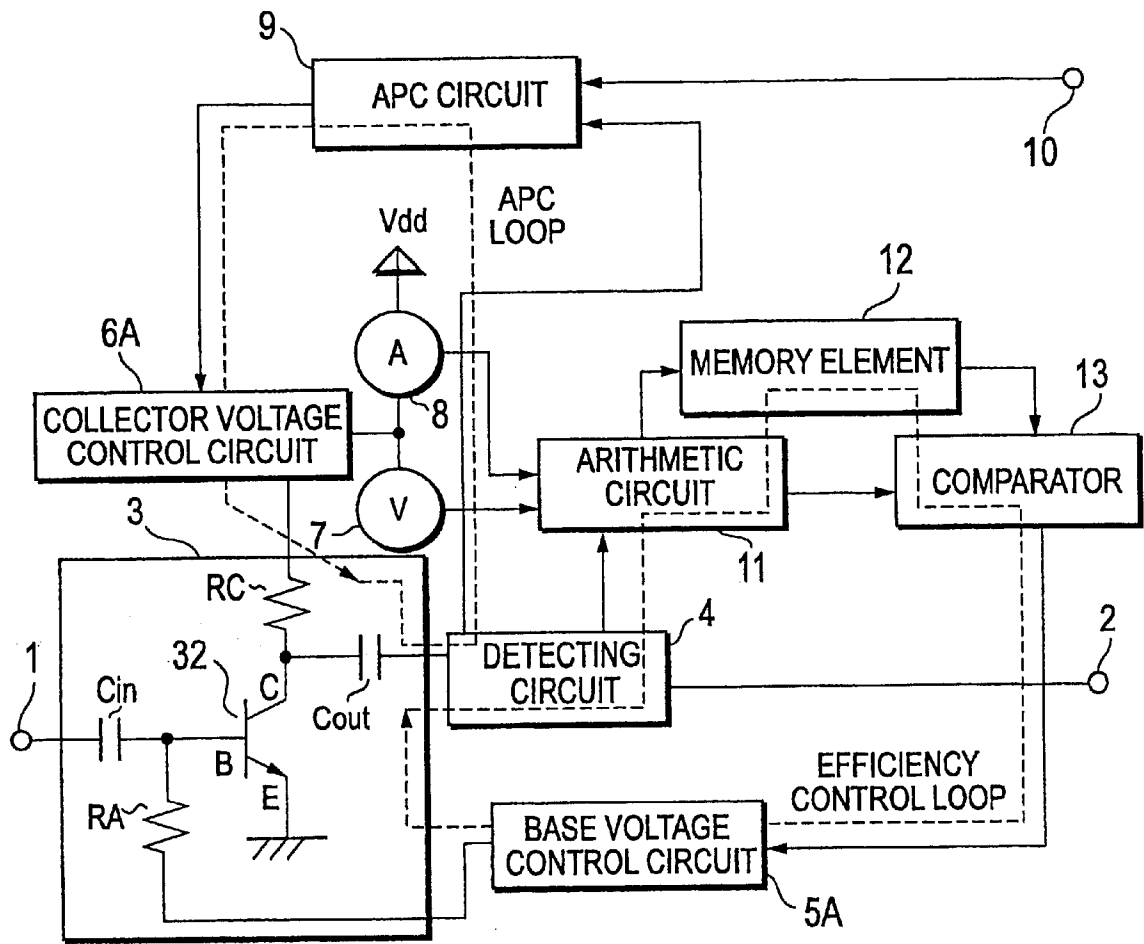 9
APC CIRCUIT
10
APC
LOOP
Vdd
12
6A
A
8
MEMORY ELEMENT
13
COLLECTOR VOLTAGE
CONTROL CIRCUIT
ARITHMETIC
CIRCUIT
COMPARATOR
3
7
V
11
RC
4
2
1
32
C
DETECTING
CIRCUIT
Cin
Cout
B
E
EFFICIENCY
CONTROL LOOP
RA
BASE VOLTAGE
CONTROL CIRCUIT
5A